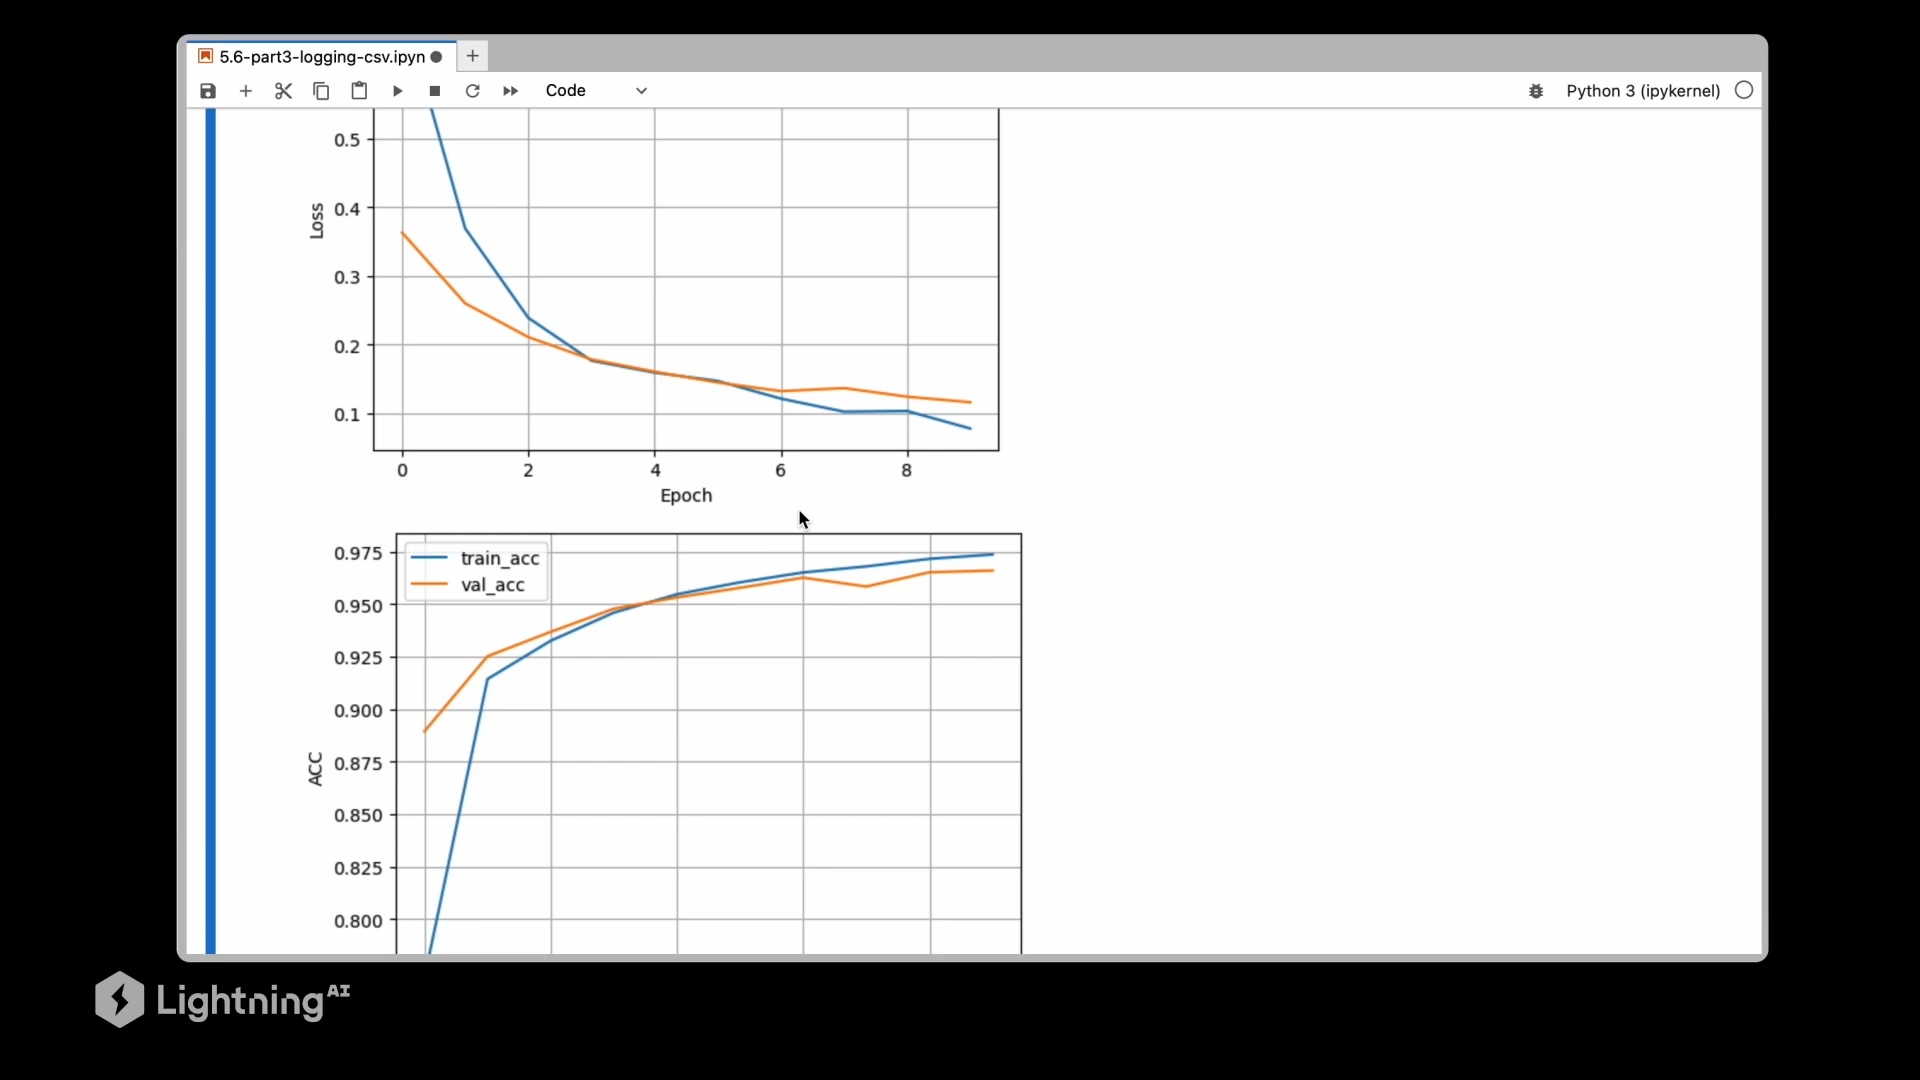 5.6-part3-logging-csv.ipyn
Code
Python 3 (ipykernel)
0.5
0.4
0.3
0.2
0.1
Loss
0 2 4 6 8
Epoch
train_acc
val_acc
0.975
0.950
0.925
0.900
0.875
0.850
0.825
0.800
ACC
Lightning AI